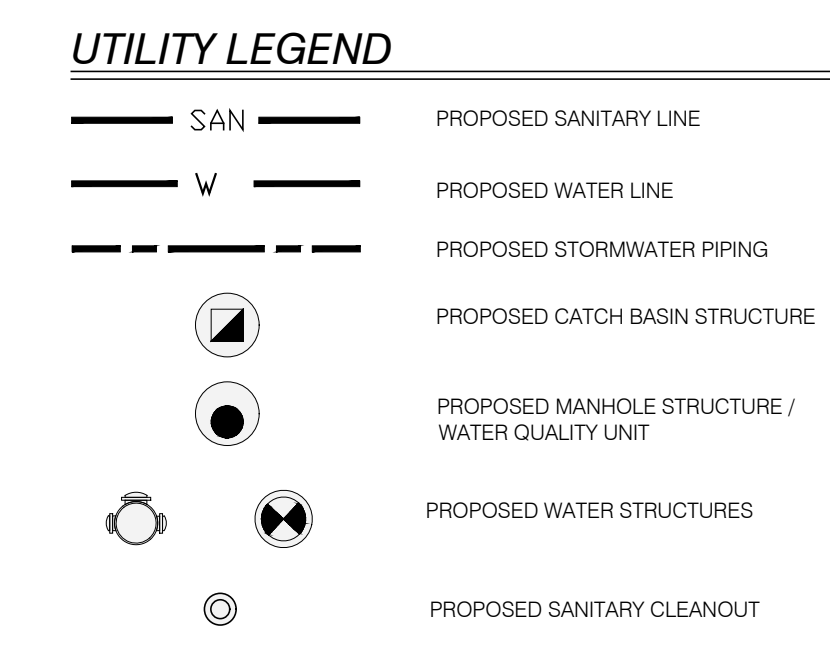 UTILITY LEGEND
SAN PROPOSED SANITARY LINE
W PROPOSED WATER LINE
PROPOSED STORMWATER PIPING
PROPOSED CATCH BASIN STRUCTURE
PROPOSED MANHOLE STRUCTURE /
WATER QUALITY UNIT
PROPOSED WATER STRUCTURES
PROPOSED SANITARY CLEANOUT